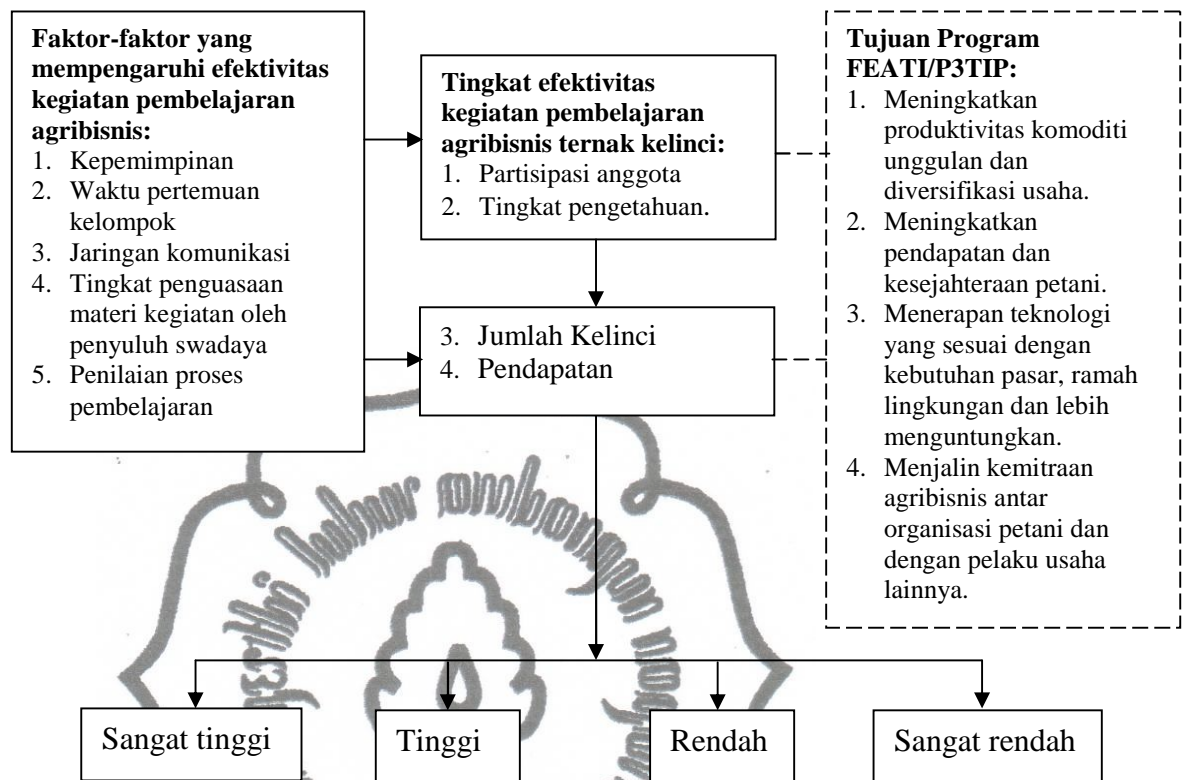 Faktor-faktor yang
mempengaruhi efektivitas
kegiatan pembelajaran
agribisnis:
1. Kepemimpinan
2. Waktu pertemuan
kelompok
3. Jaringan komunikasi
4. Tingkat penguasaan
materi kegiatan oleh
penyuluh swadaya
5. Penilaian proses
pembelajaran
Tingkat efektivitas
kegiatan pembelajaran
agribisnis ternak kelinci:
1. Partisipasi anggota
2. Tingkat pengetahuan.
3. Jumlah Kelinci
4. Pendapatan
Tujuan Program
FEATI/P3TIP:
1. Meningkatkan
produktivitas komoditi
unggulan dan
diversifikasi usaha.
2. Meningkatkan
pendapatan dan
kesejahteraan petani.
3. Menerapan teknologi
yang sesuai dengan
kebutuhan pasar, ramah
lingkungan dan lebih
menguntungkan.
4. Menjalin kemitraan
agribisnis antar
organisasi petani dan
dengan pelaku usaha
lainnya.
Sangat tinggi
Tinggi
Rendah
Sangat rendah